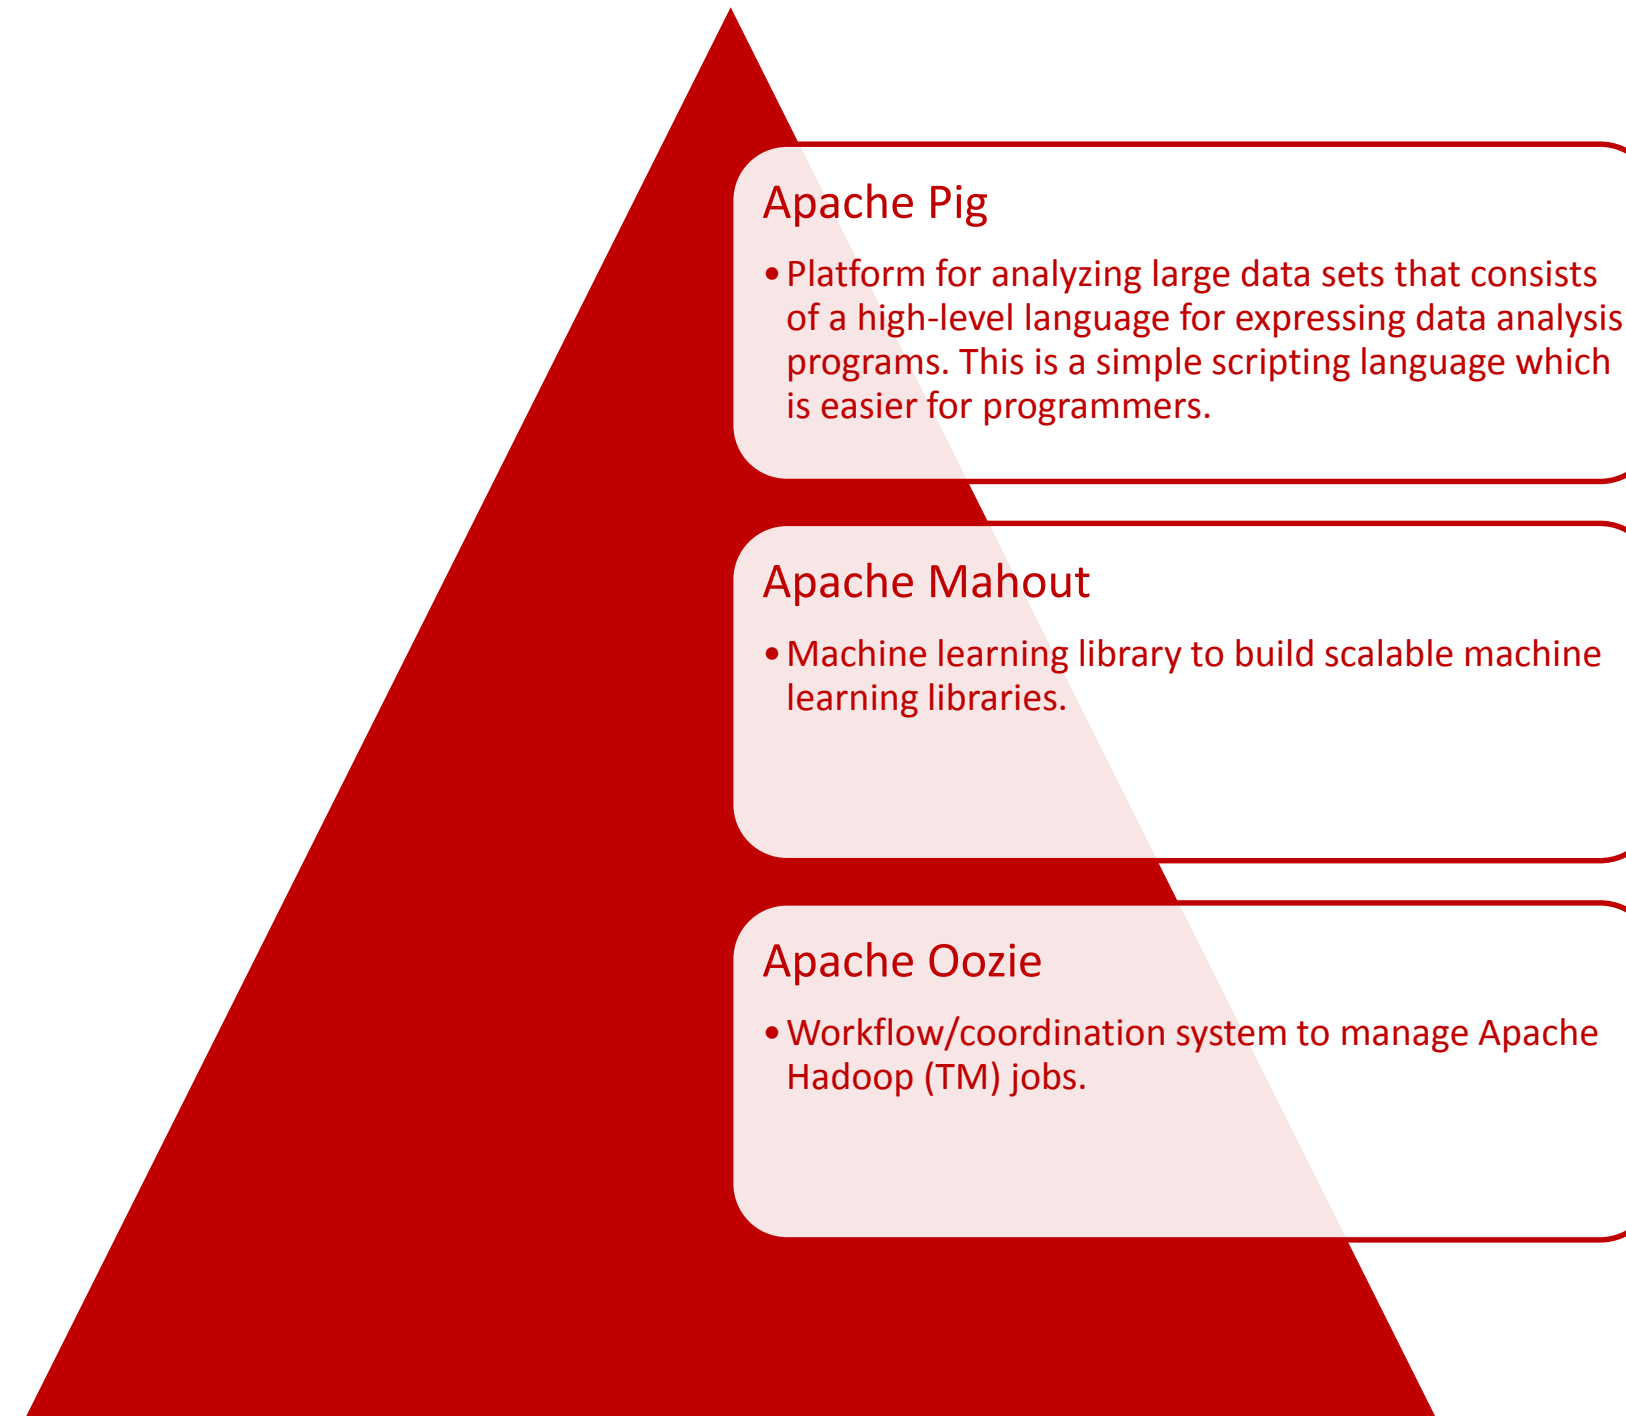 Apache Pig
• Platform for analyzing large data sets that consists
of a high-level language for expressing data analysis
programs. This is a simple scripting language which
is easier for programmers.
Apache Mahout
• Machine learning library to build scalable machine
learning libraries.
Apache Oozie
• Workflow/coordination system to manage Apache
Hadoop (TM) jobs.